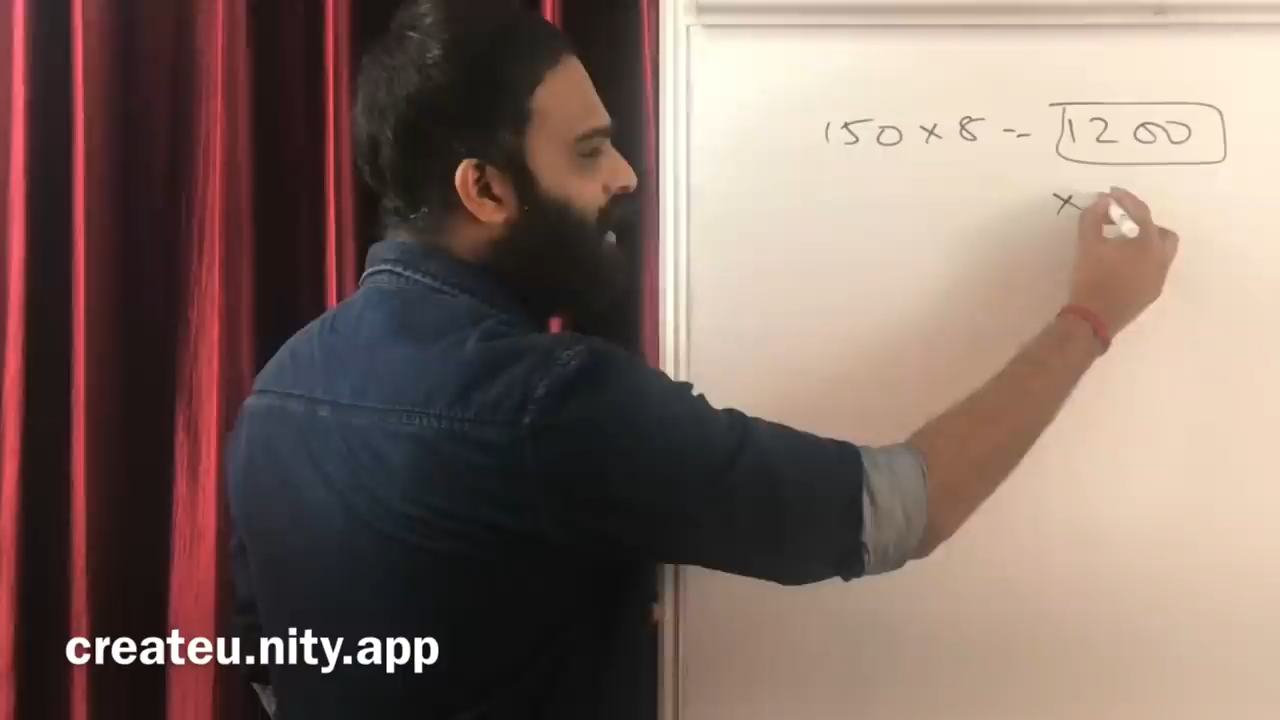 150 × 8 = 1200
×
createu.nity.app